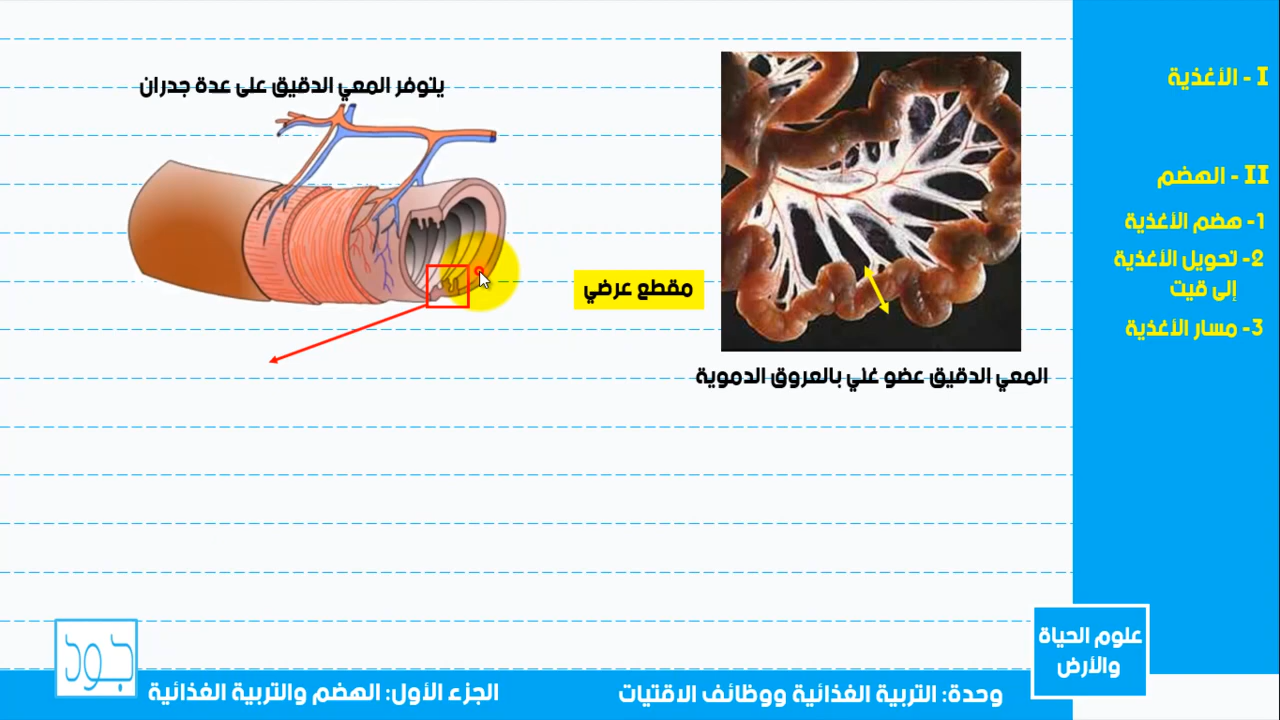 I - الأغذية
II - الهضم
1- هضم الأغذية
2- تحويل الأغذية
إلى قيت
3- مسار الأغذية
يتوفر المعي الدقيق على عدة جدران
مقطع عرضي
المعي الدقيق عضو غني بالعروق الدموية
علوم الحياة
والأرض
وحدة: التربية الغذائية ووظائف الاقتيات
الجزء الأول: الهضم والتربية الغذائية
جود